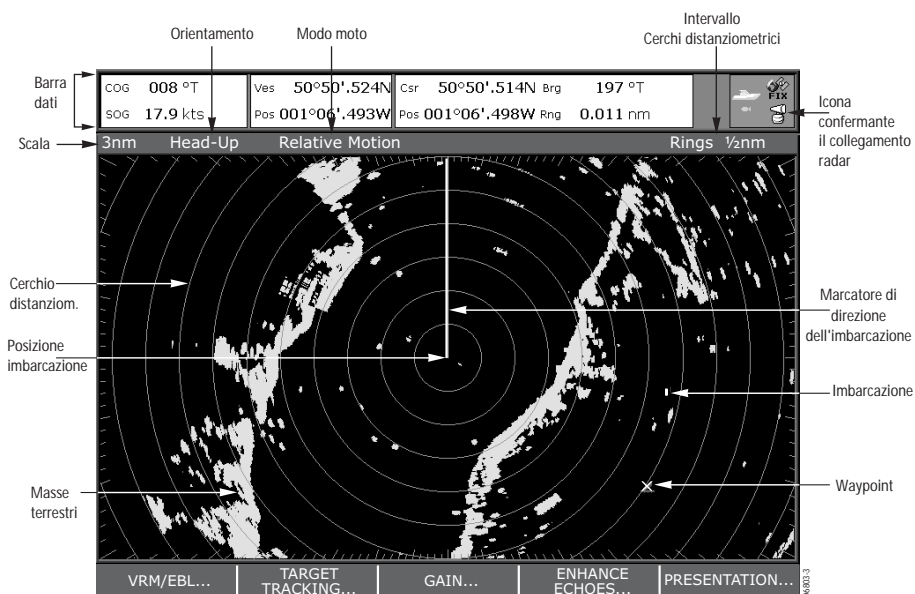 Orientamento
Modo moto
Intervallo
Cerchi distanziometrici
Barra
dati
COG 008 °T
SOG 17.9 kts
Ves 50°50'.524N
Pos 001°06'.493W
Csr 50°50'.514N Brg 197 °T
Pos 001°06'.498W Rng 0.011 nm
FIX
Icona
confermante
il collegamento
radar
Scala
3nm Head-Up Relative Motion Rings ½nm
Cerchio
distanziom.
Marcatore di
direzione
dell'imbarcazione
Posizione
imbarcazione
Imbarcazione
Masse
terrestri
Waypoint
VRM/EBL...
TARGET
TRACKING...
GAIN...
ENHANCE
ECHOES...
PRESENTATION...